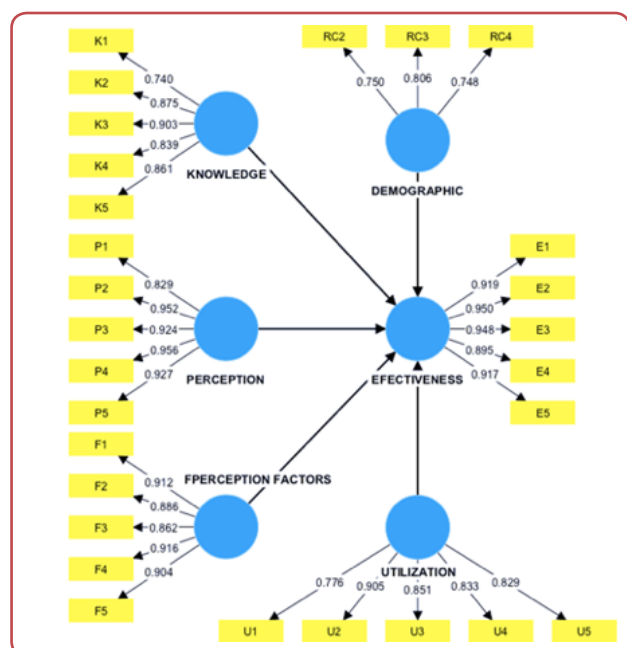 RC2 RC3 RC4
0.750 0.806 0.748
DEMOGRAPHIC
K1
K2
K3
K4
K5
0.740
0.875
0.903
0.839
0.861
KNOWLEDGE
P1
P2
P3
P4
P5
0.829
0.952
0.924
0.956
0.927
PERCEPTION
E1
E2
E3
E4
E5
0.919
0.950
0.948
0.895
0.917
EFECTIVENESS
F1
F2
F3
F4
F5
0.912
0.886
0.862
0.916
0.904
FPERCEPTION FACTORS
UTILIZATION
0.776 0.905 0.851 0.833 0.829
U1 U2 U3 U4 U5